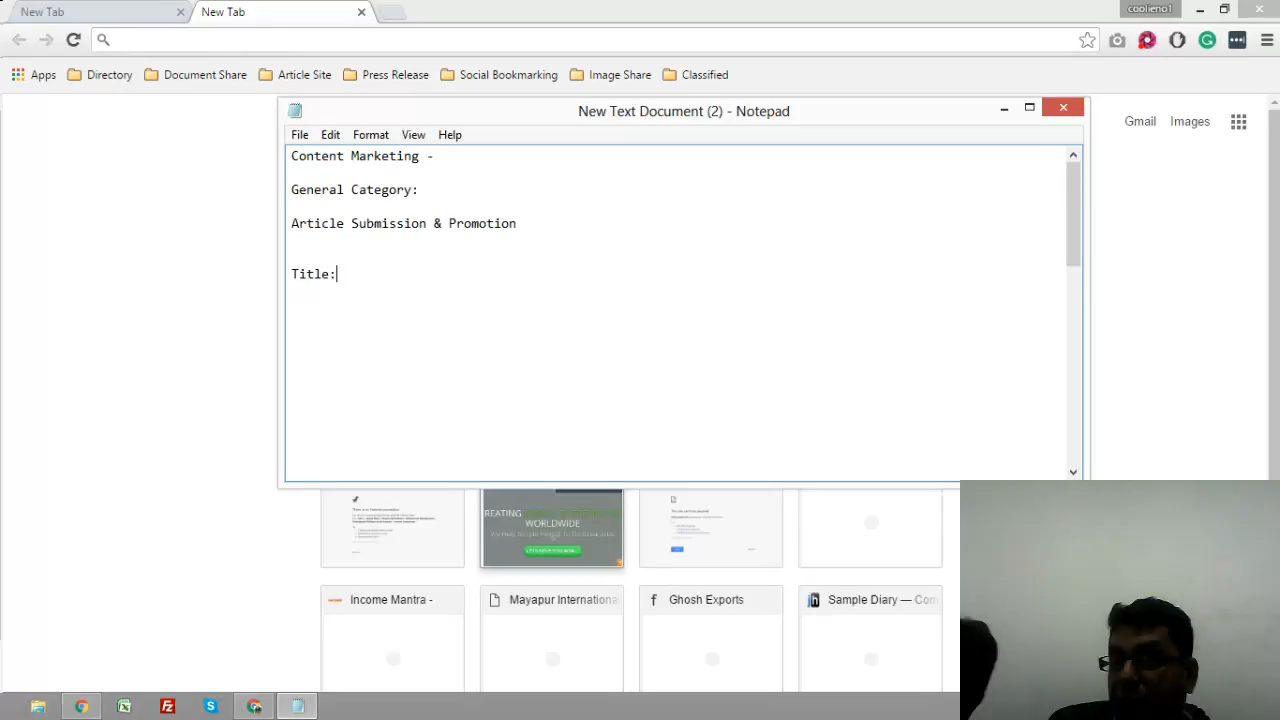 New Tab
New Tab
coolieno1
Apps
Directory
Document Share
Article Site
Press Release
Social Bookmarking
Image Share
Classified
New Text Document (2) - Notepad
Gmail
Images
File
Edit
Format
View
Help
Content Marketing -
General Category:
Article Submission & Promotion
Title:
WORLDWIDE
Income Mantra -
Mayapur Internationa
Ghosh Exports
Sample Diary — Com